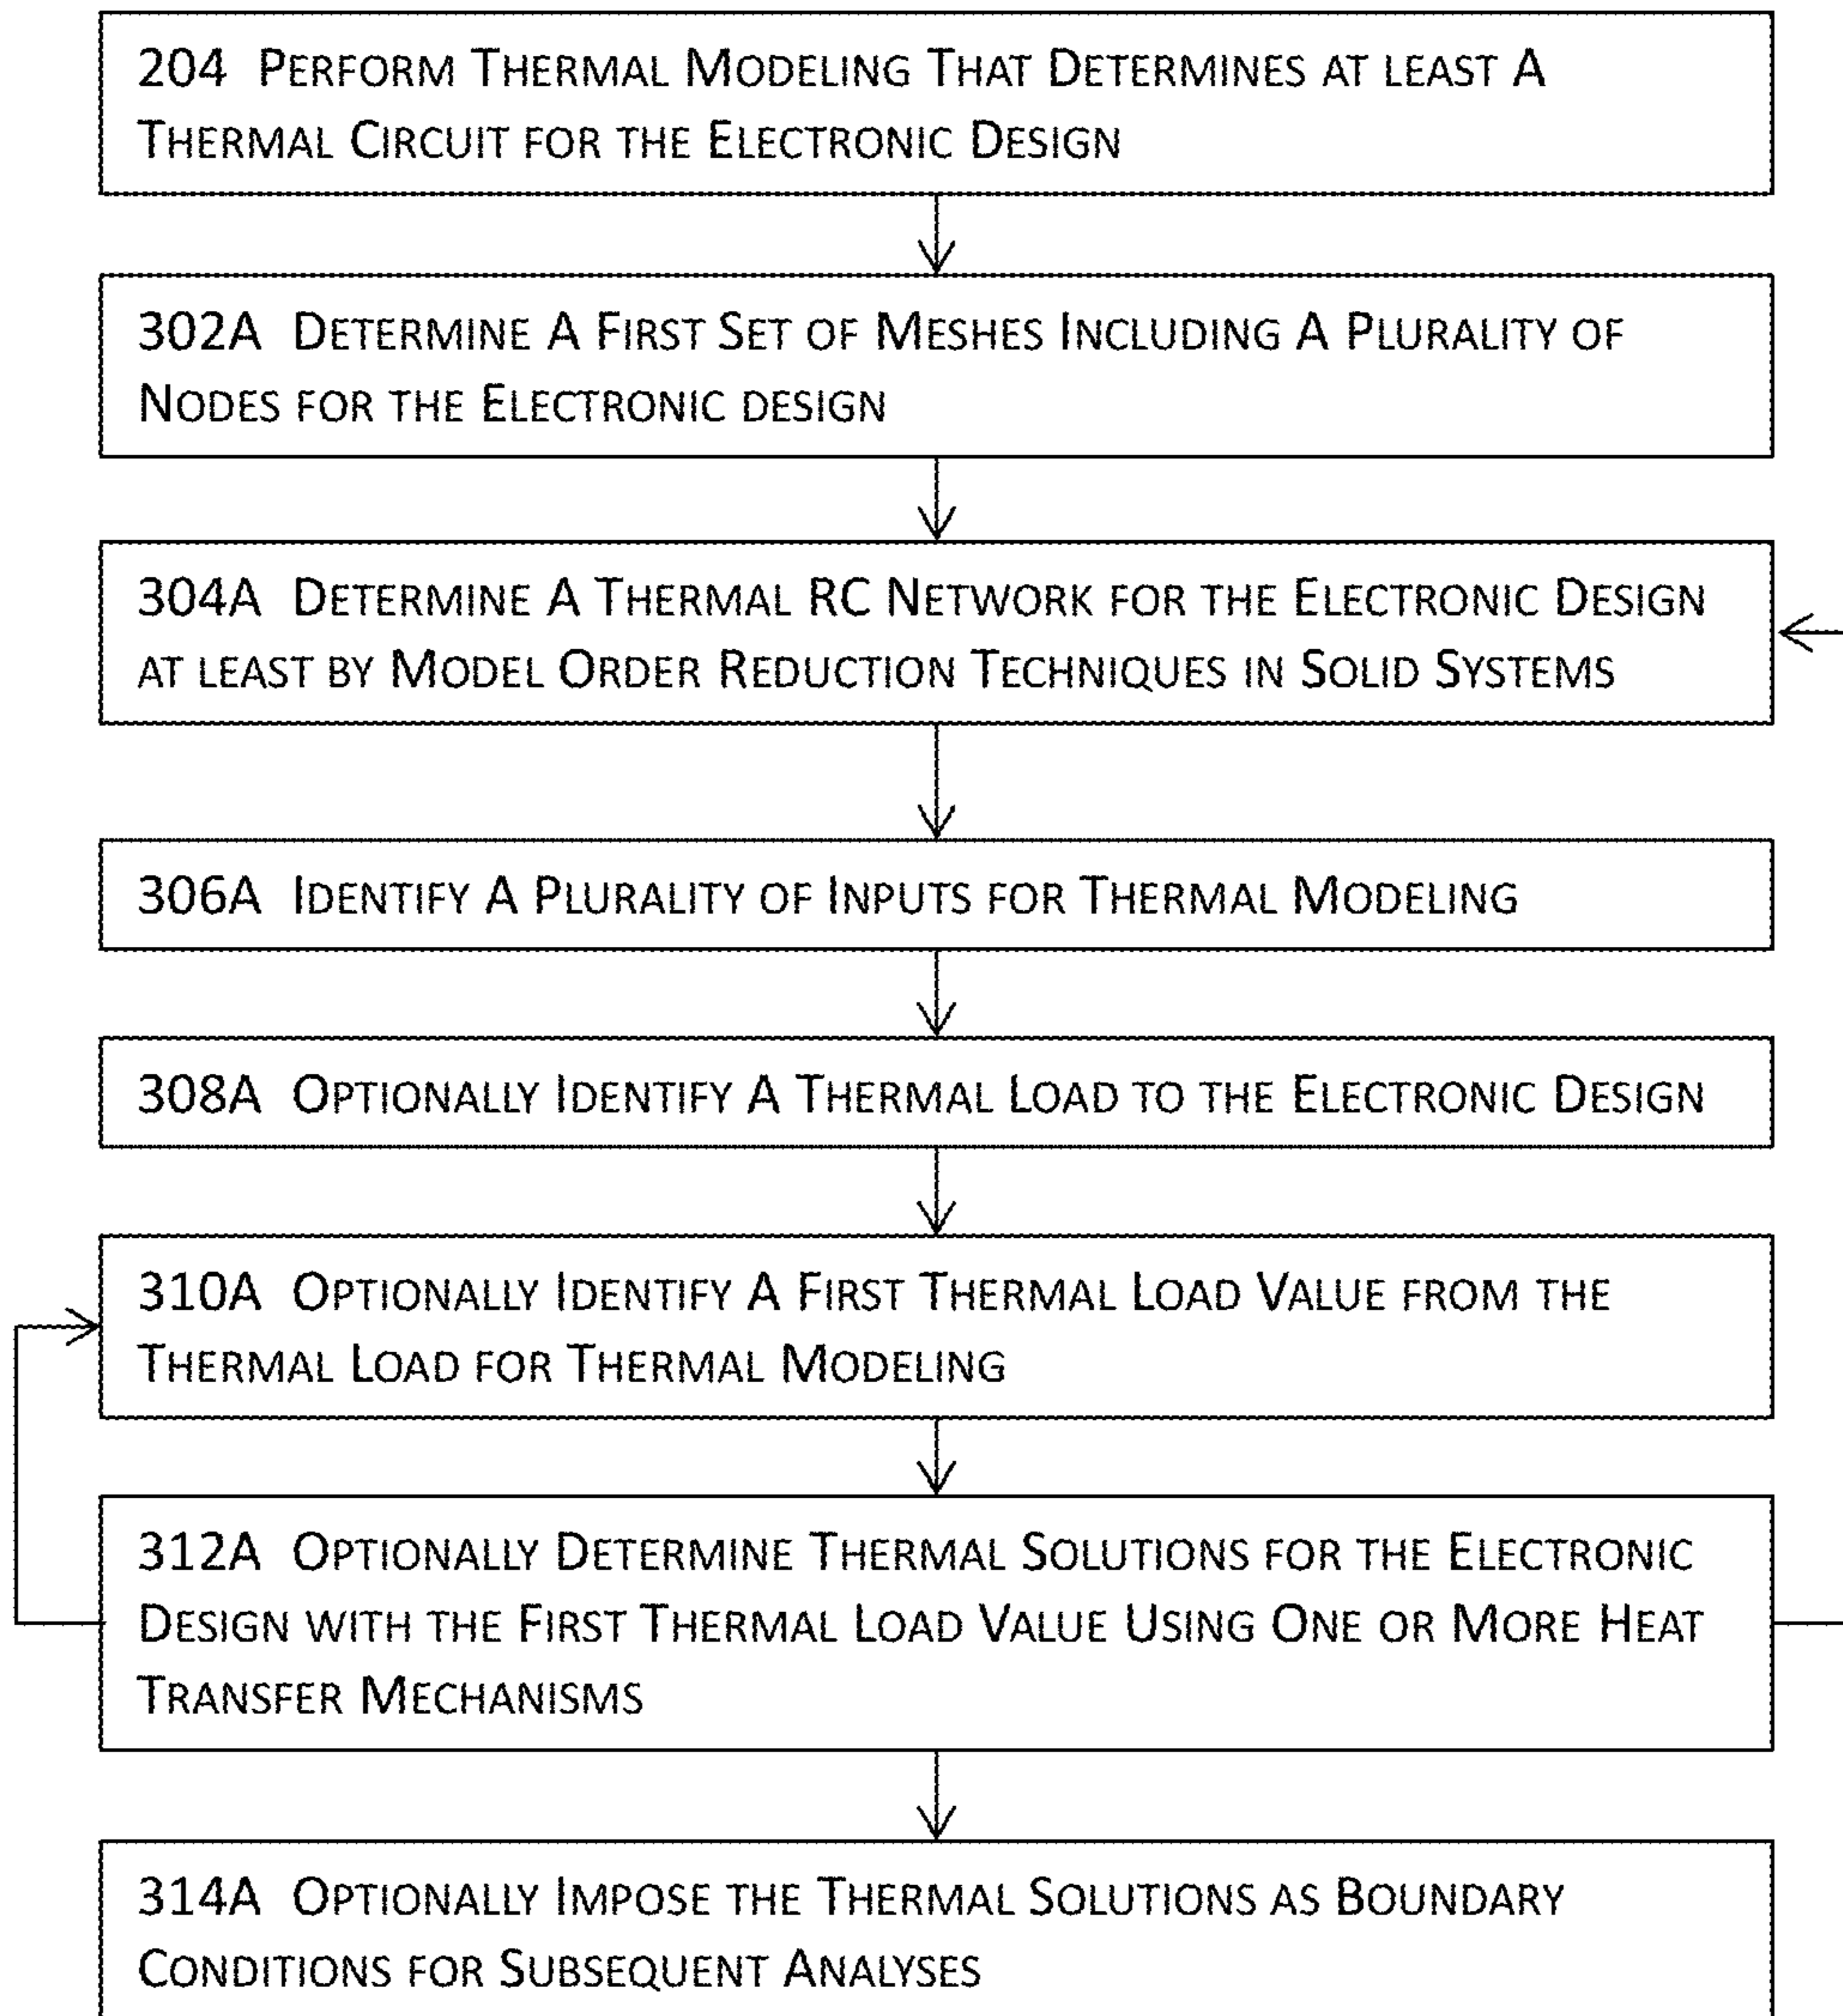 204 Perform Thermal Modeling That Determines at least A
Thermal Circuit for the Electronic Design
302A Determine A First Set of Meshes Including A Plurality of
Nodes for the Electronic design
304A Determine A Thermal RC Network for the Electronic Design
at least by Model Order Reduction Techniques in Solid Systems
306A Identify A Plurality of Inputs for Thermal Modeling
308A Optionally Identify A Thermal Load to the Electronic Design
310A Optionally Identify A First Thermal Load Value from the
Thermal Load for Thermal Modeling
312A Optionally Determine Thermal Solutions for the Electronic
Design with the First Thermal Load Value Using One or More Heat
Transfer Mechanisms
314A Optionally Impose the Thermal Solutions as Boundary
Conditions for Subsequent Analyses